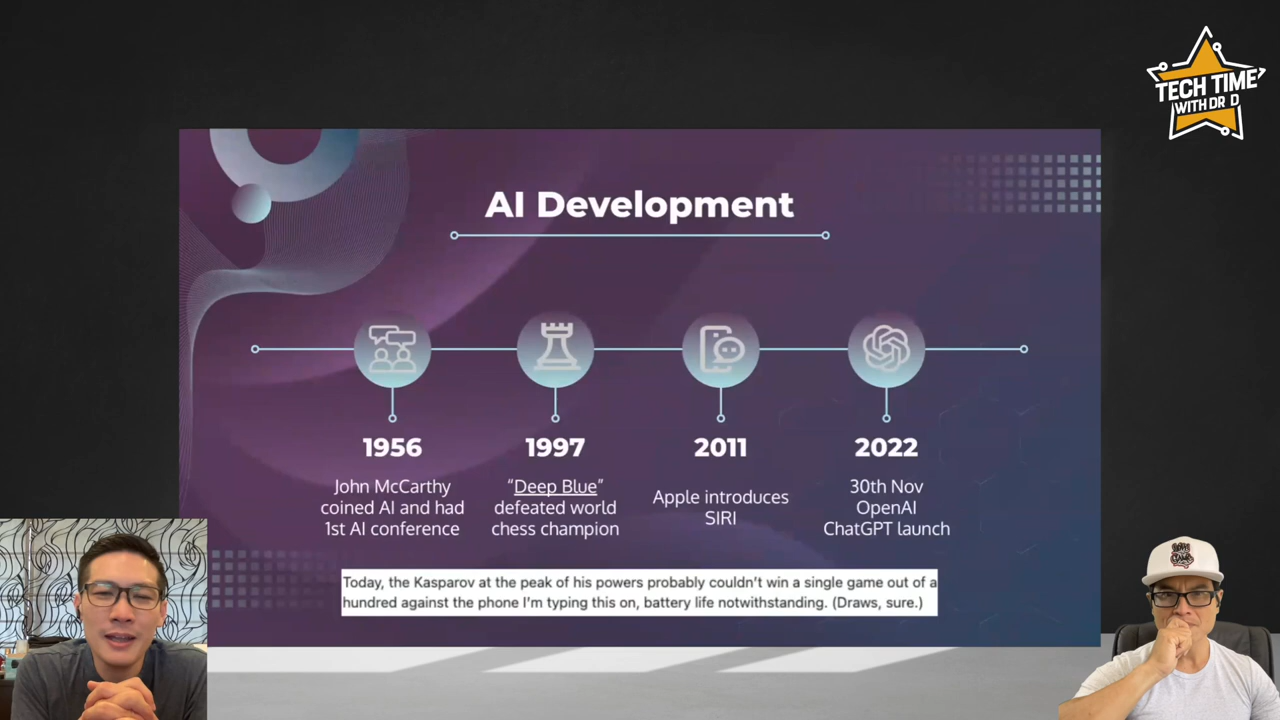 TECH TIME
WITH DR D
AI Development
1956
John McCarthy
coined AI and had
1st AI conference
1997
“Deep Blue”
defeated world
chess champion
2011
Apple introduces
SIRI
2022
30th Nov
OpenAI
ChatGPT launch
Today, the Kasparov at the peak of his powers probably couldn’t win a single game out of a
hundred against the phone I’m typing this on, battery life notwithstanding. (Draws, sure.)